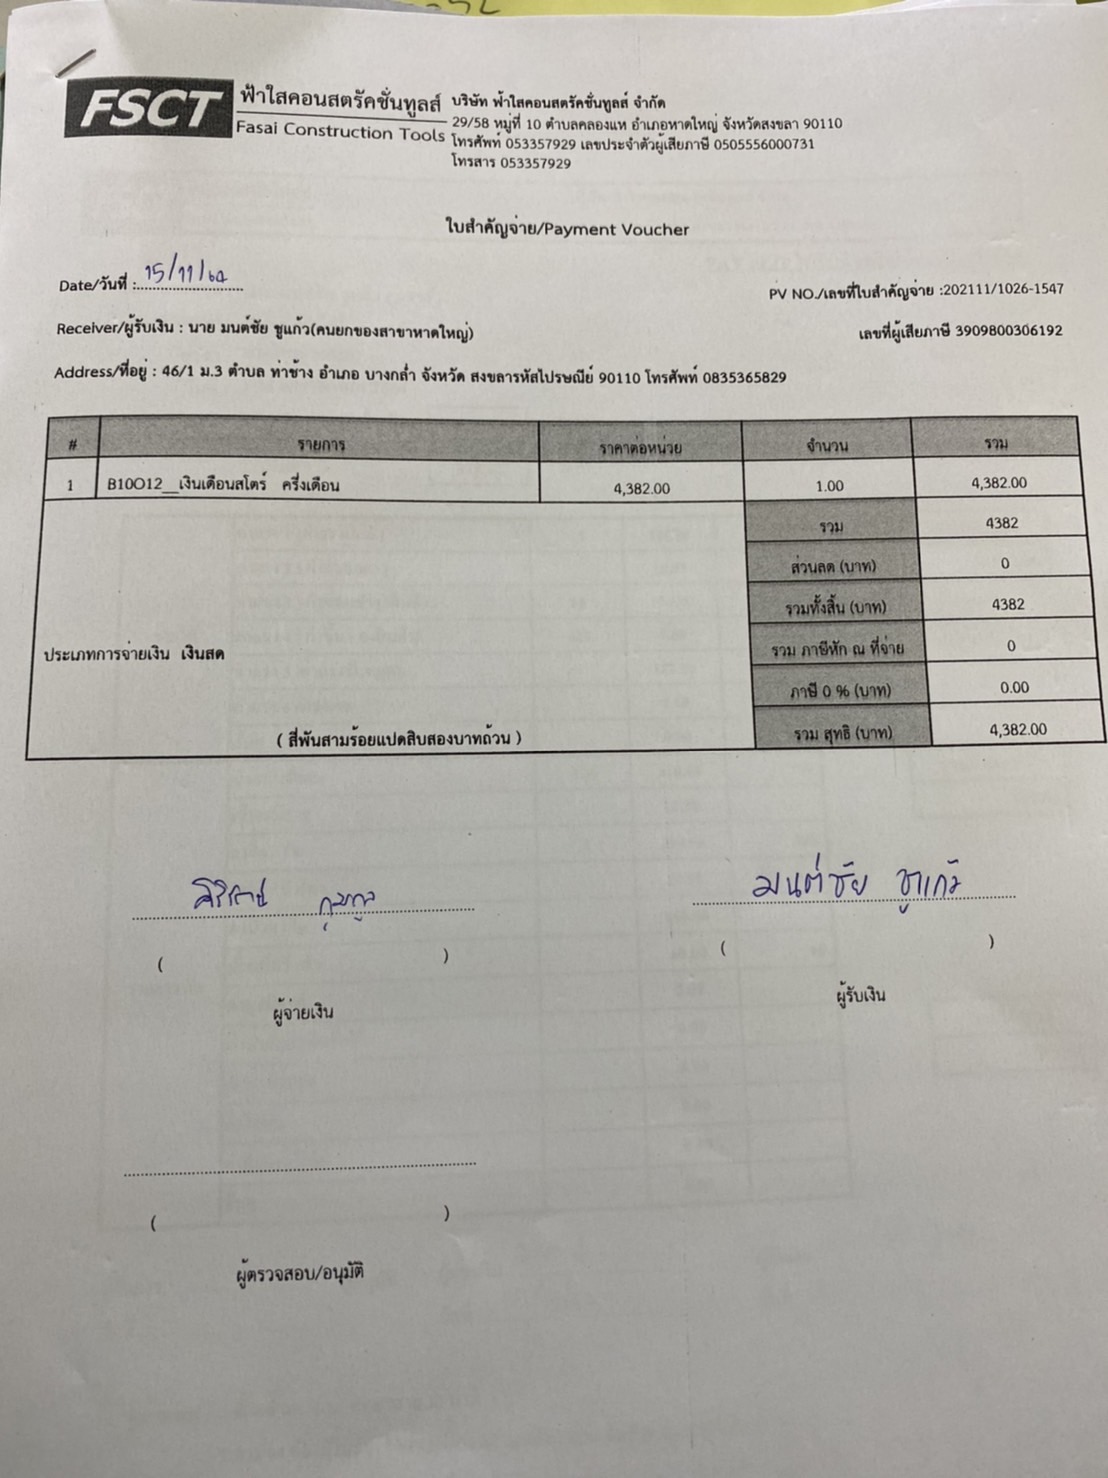 FSCT
ฟ้าใสคอนสตรัคชั่นทูลส์
Fasai Construction Tools
บริษัท ฟ้าใสคอนสตรัคชั่นทูลส์ จำกัด
29/58 หมู่ที่ 10 ตำบลคลองแห อำเภอหาดใหญ่ จังหวัดสงขลา 90110
โทรศัพท์ 053357929 เลขประจำตัวผู้เสียภาษี 0505556000731
โทรสาร 053357929
ใบสำคัญจ่าย/Payment Voucher
Date/วันที่ : 15/11/64
PV NO./เลขที่ใบสำคัญจ่าย :202111/1026-1547
Receiver/ผู้รับเงิน : นาย มนต์ชัย ชูแก้ว(คนยกของสาขาหาดใหญ่)
เลขที่ผู้เสียภาษี 3909800306192
Address/ที่อยู่ : 46/1 ม.3 ตำบล ท่าช้าง อำเภอ บางกล่ำ จังหวัด สงขลารหัสไปรษณีย์ 90110 โทรศัพท์ 0835365829
# รายการ ราคาต่อหน่วย จำนวน รวม
1 B10O12__เงินเดือนสโตร์ ครึ่งเดือน 4,382.00 1.00 4,382.00
รวม 4382
ส่วนลด (บาท) 0
รวมทั้งสิ้น (บาท) 4382
ประเภทการจ่ายเงิน เงินสด
รวม ภาษีหัก ณ ที่จ่าย 0
ภาษี 0 % (บาท) 0.00
( สี่พันสามร้อยแปดสิบสองบาทถ้วน )
รวม สุทธิ (บาท) 4,382.00
มนต์ชัย ชูแก้ว
( )
( )
ผู้จ่ายเงิน
ผู้รับเงิน
( )
ผู้ตรวจสอบ/อนุมัติ